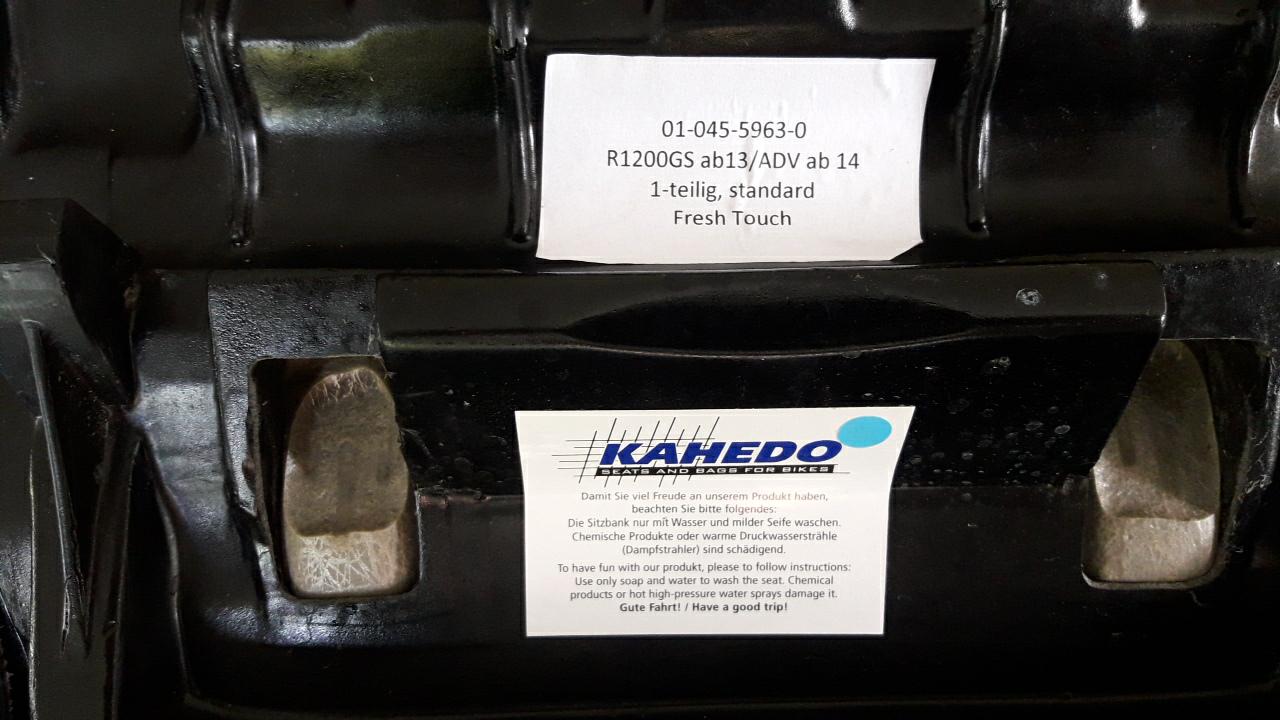 01-045-5963-0
R1200GS ab13/ADV ab 14
1-teilig, standard
Fresh Touch
KAHEDO
SEATS AND BAGS FOR BIKES
Damit Sie viel Freude an unserem Produkt haben,
beachten Sie bitte folgendes:
Die Sitzbank nur mit Wasser und milder Seife waschen.
Chemische Produkte oder warme Druckwasserstrahle
(Dampfstrahler) sind schädigend.
To have fun with our produkt, please to follow instructions:
Use only soap and water to wash the seat. Chemical
products or hot high-pressure water sprays damage it.
Gute Fahrt! / Have a good trip!